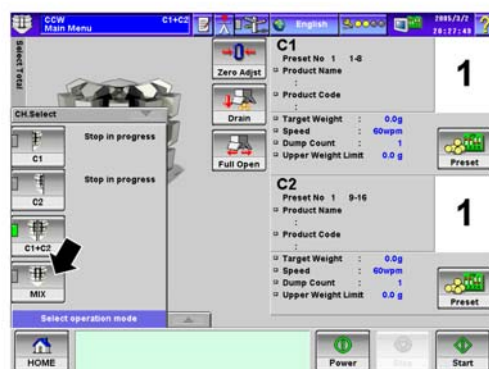 CCW
Main Menu
C1+C2
English
2005/3/2
20:27:49
?
Select Total
Zero Adjst
Drain
Full Open
CH.Select
C1
Stop in progress
C2
Stop in progress
C1+C2
MIX
Select operation mode
C1
Preset No 1 1-8
Product Name
:
Product Code
:
1
Target Weight : 0.0g
Speed : 60wpm
Dump Count : 1
Upper Weight Limit 0.0 g
Preset
C2
Preset No 1 9-16
Product Name
:
Product Code
:
1
Target Weight : 0.0g
Speed : 60wpm
Dump Count : 1
Upper Weight Limit 0.0 g
Preset
HOME
Power
Stop
Start